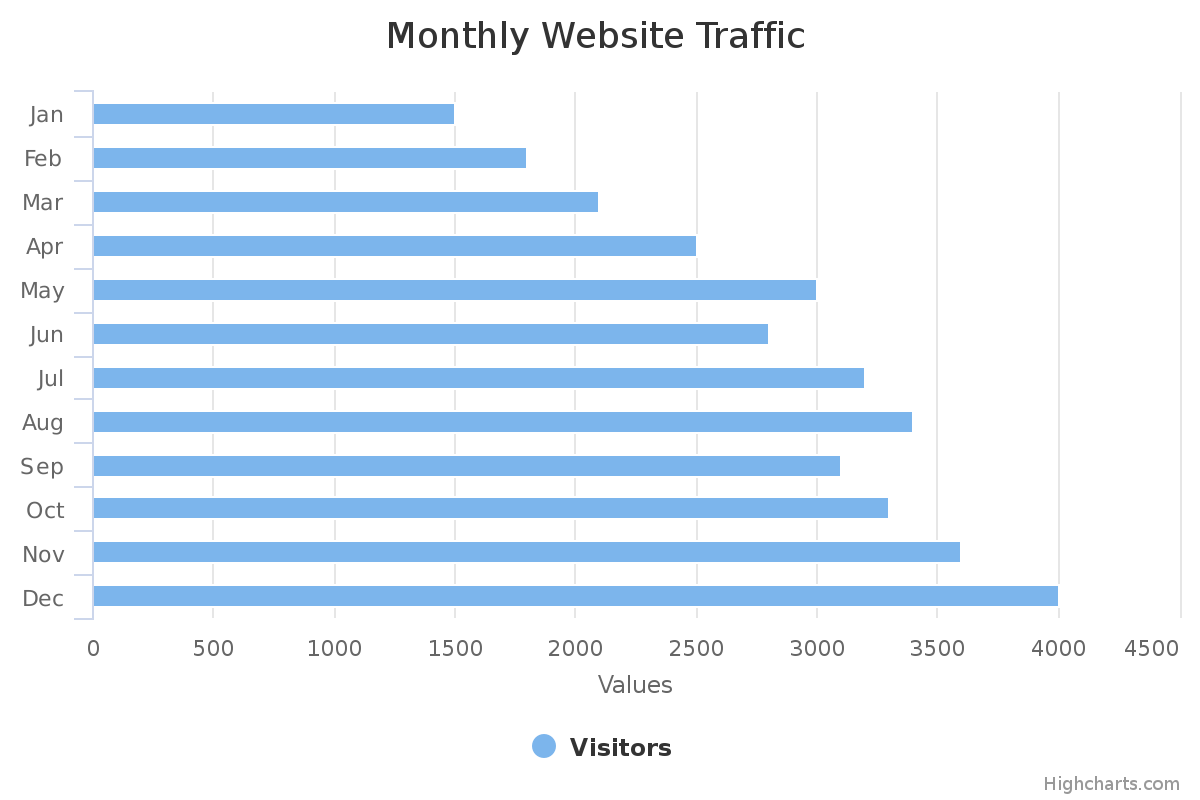 Monthly Website Traffic
Jan
Feb
Mar
Apr
May
Jun
Jul
Aug
Sep
Oct
Nov
Dec
0 500 1000 1500 2000 2500 3000 3500 4000 4500
Values
Visitors
Highcharts.com